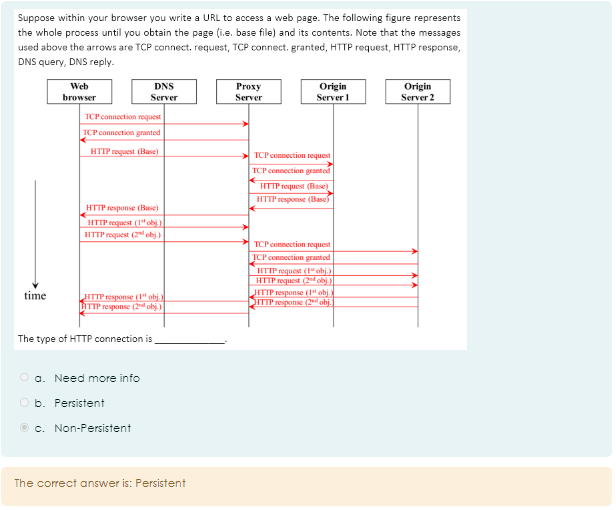 Suppose within your browser you write a URL to access a web page. The following figure represents
the whole process until you obtain the page (i.e. base file) and its contents. Note that the messages
used above the arrows are TCP connect. request, TCP connect. granted, HTTP request, HTTP response,
DNS query, DNS reply.
Web browser
DNS Server
Proxy Server
Origin Server 1
Origin Server 2
TCP connection request
TCP connection granted
HTTP request (Base)
TCP connection request
TCP connection granted
HTTP request (Base)
HTTP response (Base)
HTTP response (Base)
HTTP request (1st obj.)
HTTP request (2nd obj.)
TCP connection request
TCP connection granted
HTTP request (1st obj.)
HTTP request (2nd obj.)
time
HTTP response (1st obj.)
HTTP response (2nd obj.)
HTTP response (1st obj.)
HTTP response (2nd obj.)
The type of HTTP connection is ______________.
a. Need more info
b. Persistent
c. Non-Persistent
The correct answer is: Persistent